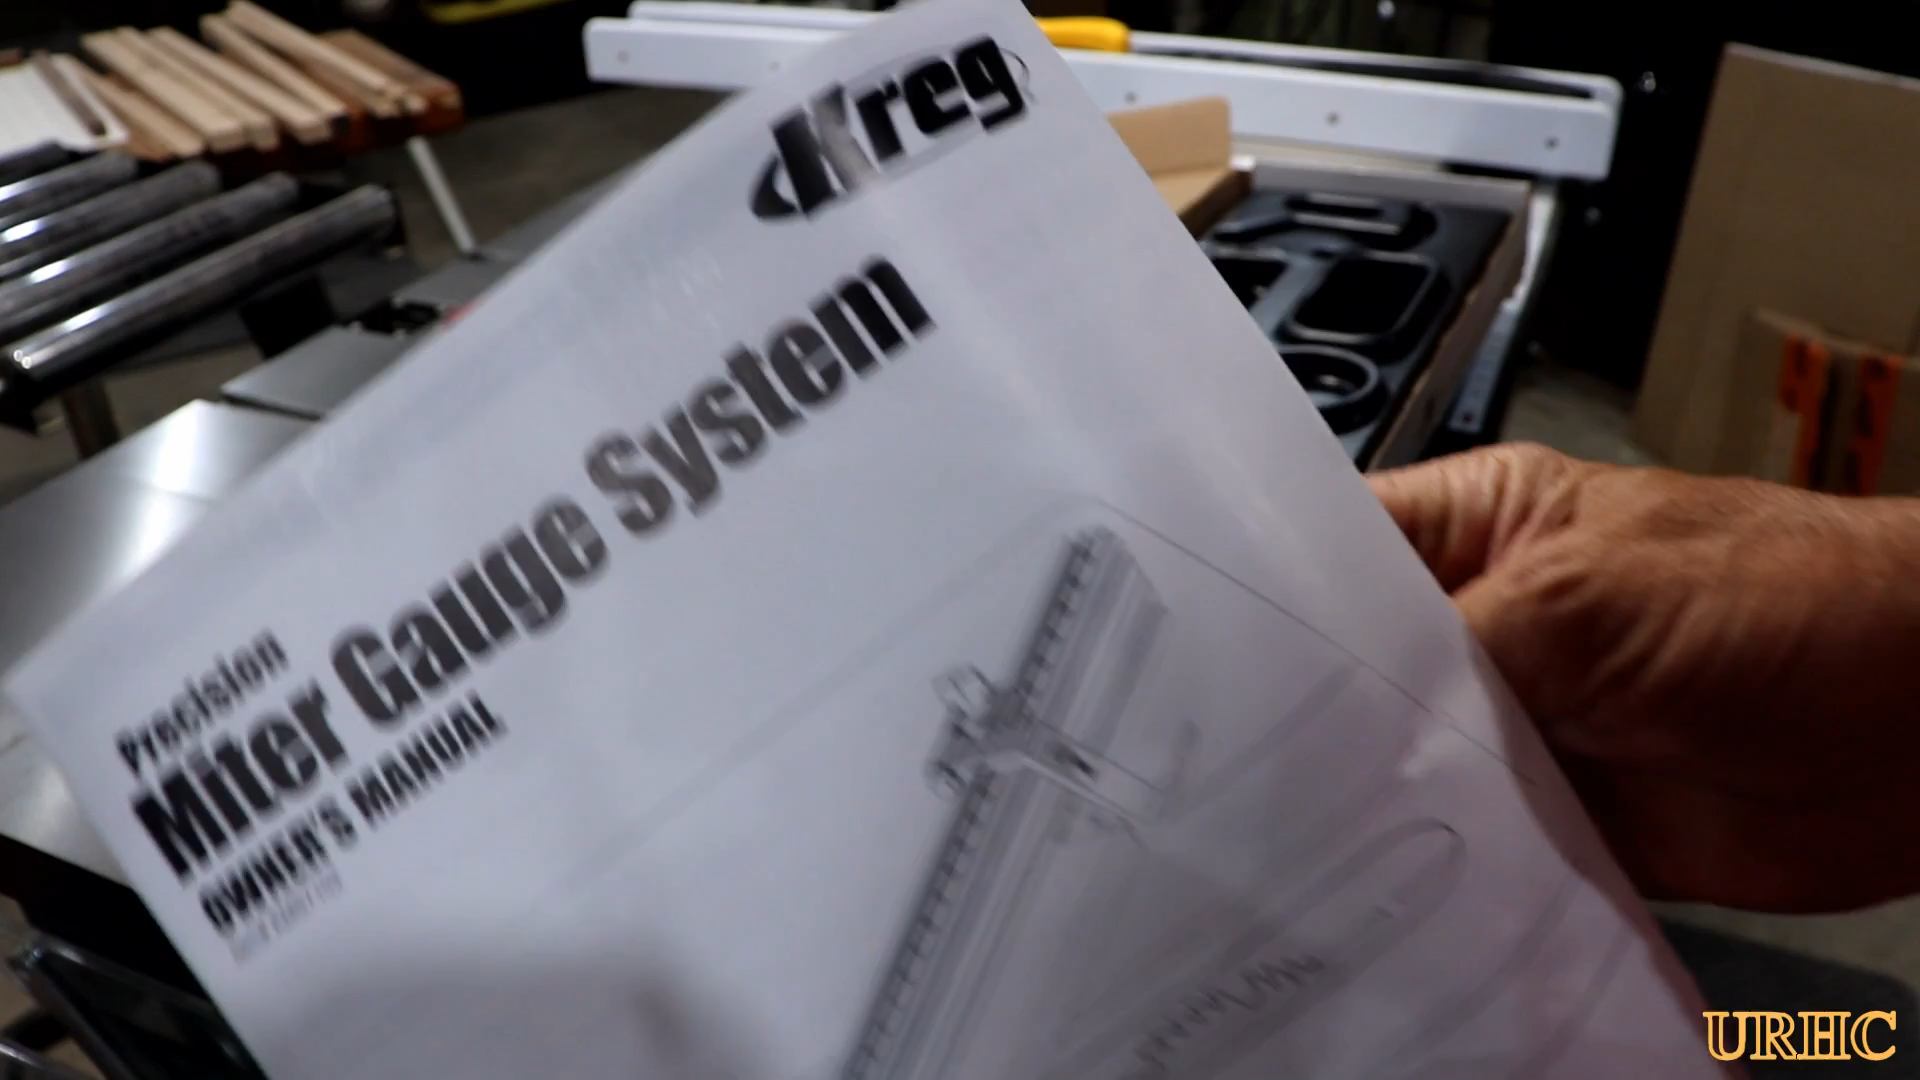 Kreg
Precision
Miter Gauge System
OWNER'S MANUAL
URHC